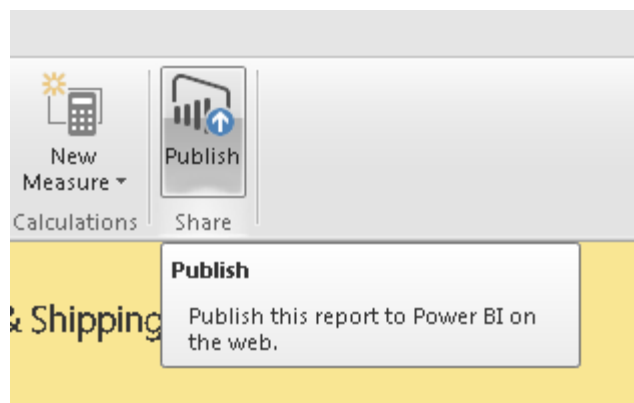 New
Measure
Publish
Calculations
Share
Publish
Publish this report to Power BI on
the web.
& Shipping